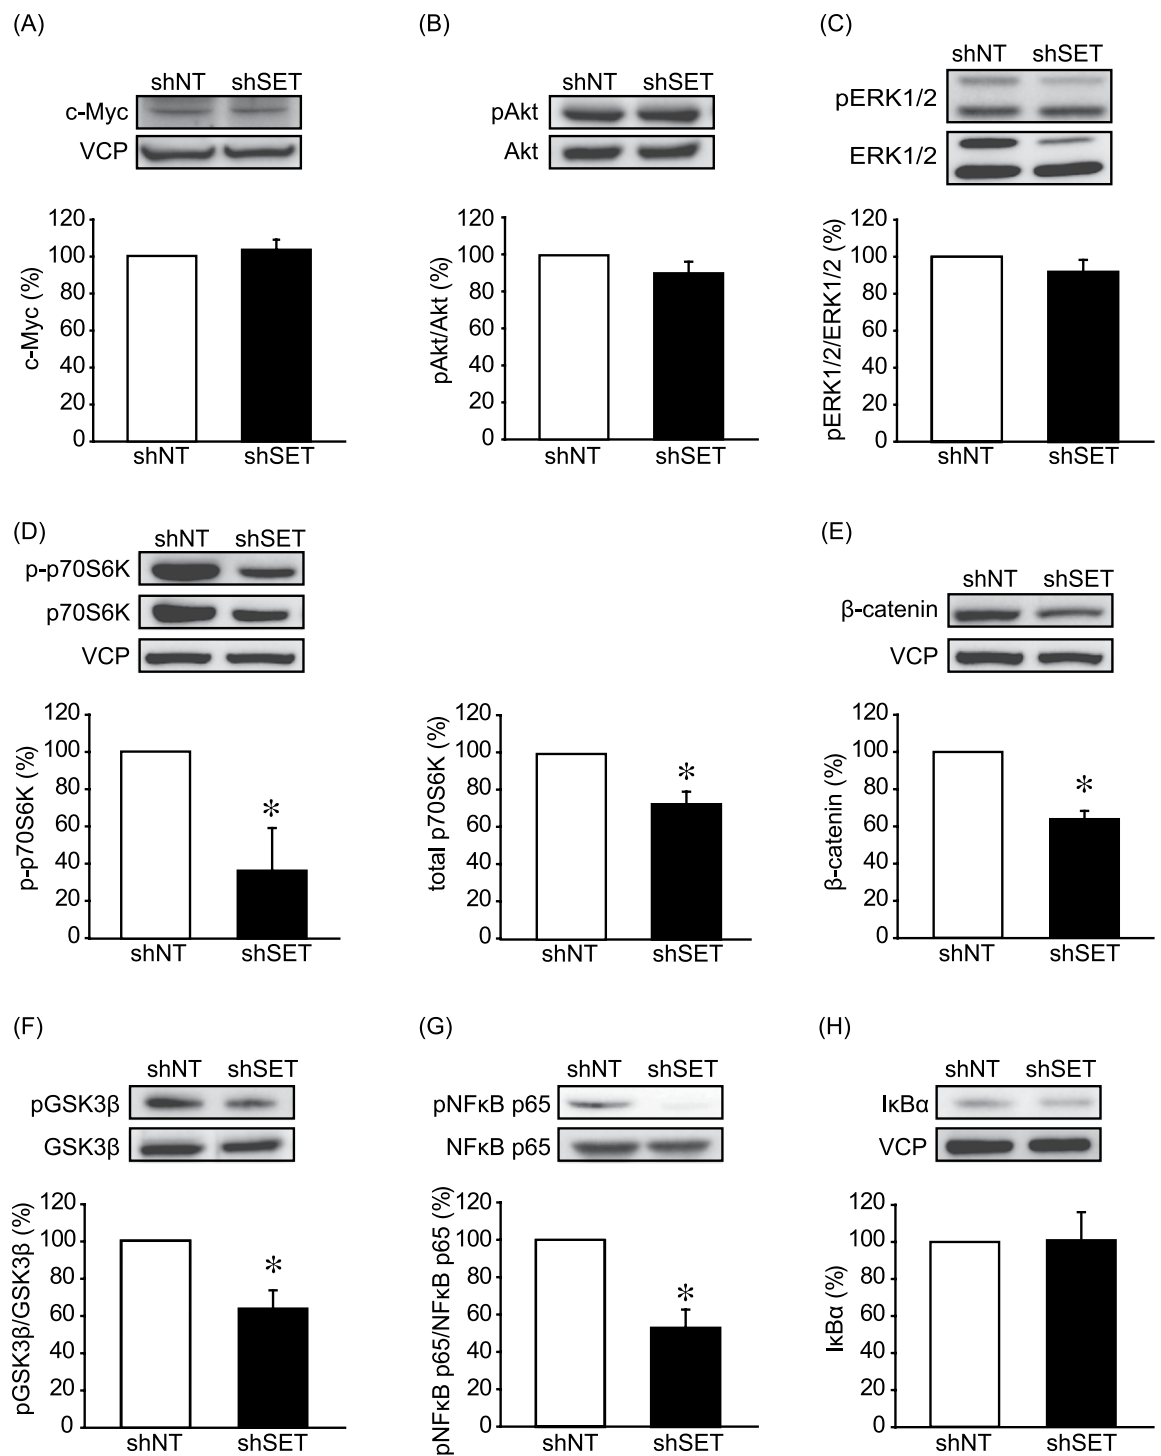 (A)
shNT shSET
c-Myc
VCP
120
100
80
60
40
20
0
c-Myc (%)
shNT shSET
(B)
shNT shSET
pAkt
Akt
120
100
80
60
40
20
0
pAkt/Akt (%)
shNT shSET
(C)
shNT shSET
pERK1/2
ERK1/2
120
100
80
60
40
20
0
pERK1/2/ERK1/2 (%)
shNT shSET
(D)
shNT shSET
p-p70S6K
p70S6K
VCP
120
100
80
60
40
20
0
p-p70S6K (%)
*
shNT shSET
120
100
80
60
40
20
0
total p70S6K (%)
*
shNT shSET
(E)
shNT shSET
β-catenin
VCP
120
100
80
60
40
20
0
β-catenin (%)
*
shNT shSET
(F)
shNT shSET
pGSK3β
GSK3β
120
100
80
60
40
20
0
pGSK3β/GSK3β (%)
*
shNT shSET
(G)
shNT shSET
pNFκB p65
NFκB p65
120
100
80
60
40
20
0
pNFκB p65/NFκB p65 (%)
*
shNT shSET
(H)
shNT shSET
IκBα
VCP
120
100
80
60
40
20
0
IκBα (%)
shNT shSET